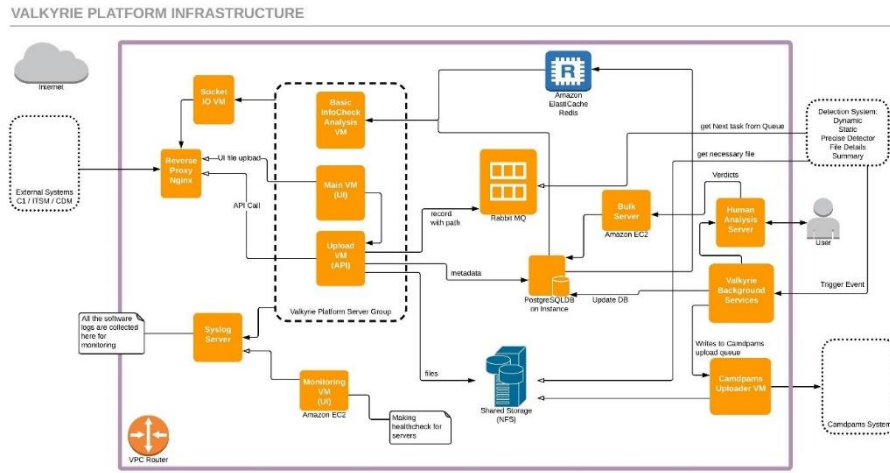 VALKYRIE PLATFORM INFRASTRUCTURE
Internet
External Systems
C1 / ITSM / CDM
Socket
IO VM
Reverse
Proxy
Nginx
UI file upload
API Call
Basic
InfoCheck
Analysis
VM
Main VM
(UI)
Upload
VM
(API)
Valkyrie Platform Server Group
Amazon
ElastiCache
Redis
R
get Next task from Queue
get necessary file
Detection System:
Dynamic
Static
Precise Detector
File Details
Summary
Rabbit MQ
record
with path
metadata
files
Bulk
Server
Amazon EC2
Verdicts
Human
Analysis
Server
User
PostgreSQLDB
on Instance
Update DB
Valkyrie
Background
Services
Trigger Event
All the software
logs are collected
here for
monitoring
Syslog
Server
Monitoring
VM
(UI)
Amazon EC2
Making
healthcheck for
servers
Shared Storage
(NFS)
Writes to Camdpams
upload queue
Camdpams
Uploader VM
Camdpams System
VPC Router